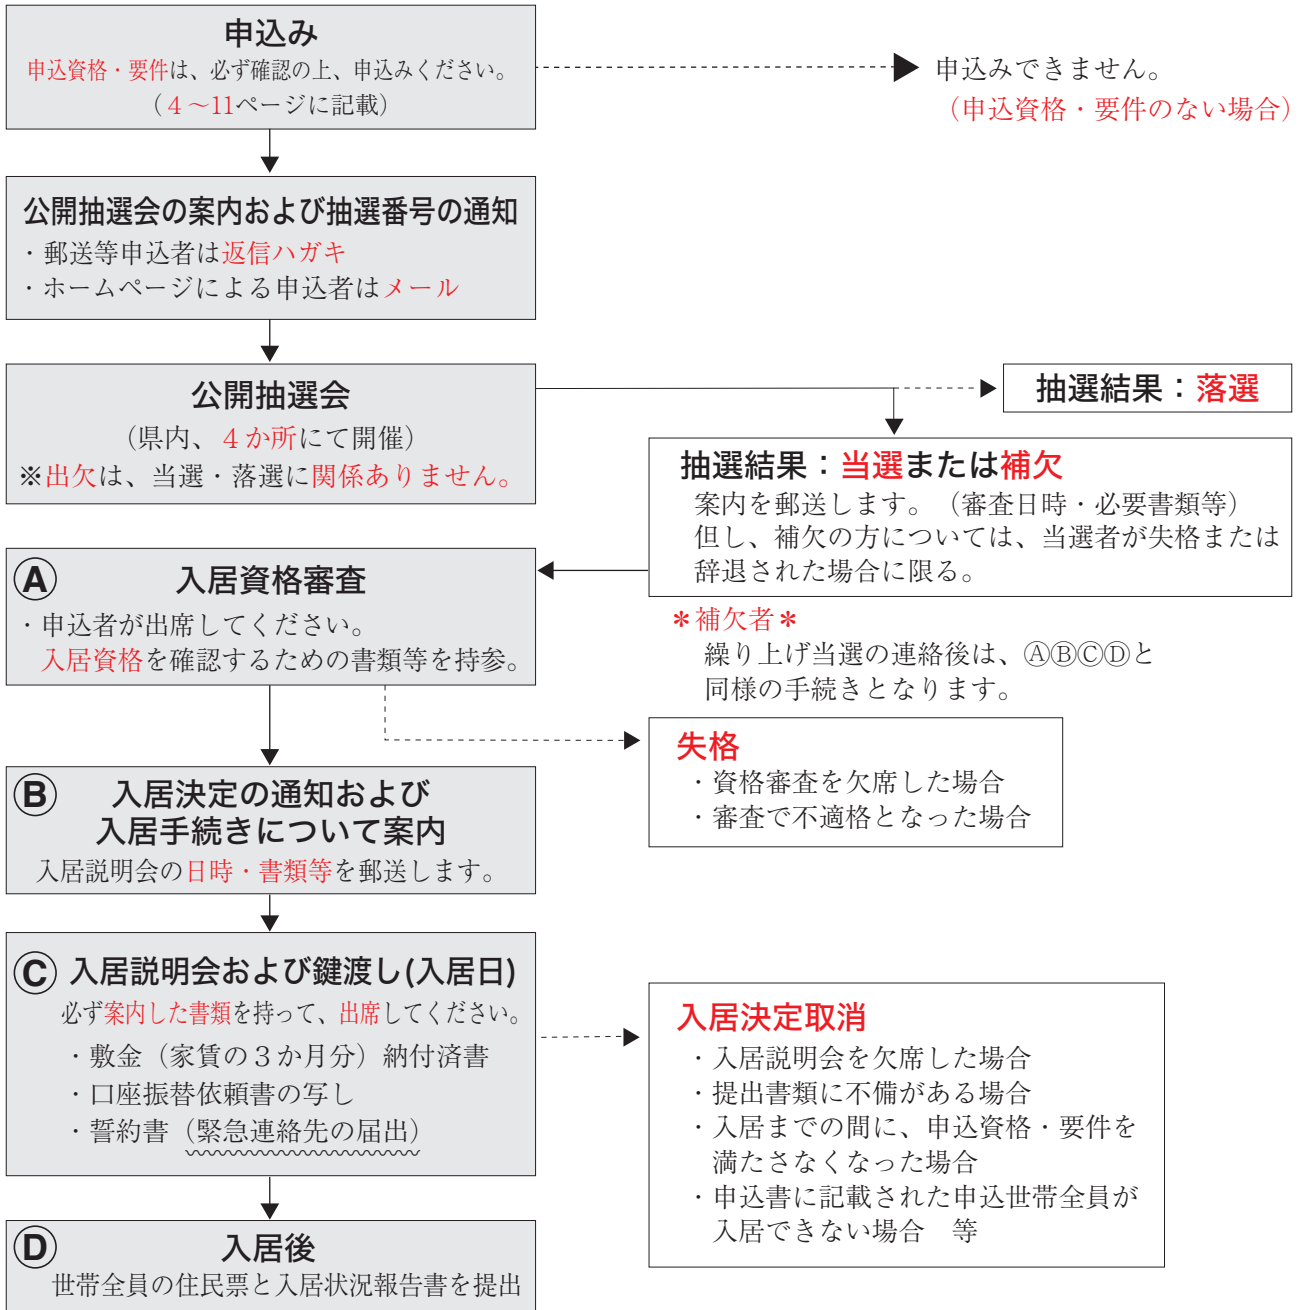 申込み
申込資格・要件は、必ず確認の上、申込みください。
（４～11ページに記載）
申込みできません。
（申込資格・要件のない場合）
公開抽選会の案内および抽選番号の通知
・郵送等申込者は返信ハガキ
・ホームページによる申込者はメール
公開抽選会
（県内、４か所にて開催）
※出欠は、当選・落選に関係ありません。
抽選結果：落選
抽選結果：当選または補欠
案内を郵送します。（審査日時・必要書類等）
但し、補欠の方については、当選者が失格または
辞退された場合に限る。
＊補欠者＊
繰り上げ当選の連絡後は、ⒶⒷⒸⒹと
同様の手続きとなります。
Ⓐ 入居資格審査
・申込者が出席してください。
入居資格を確認するための書類等を持参。
失格
・資格審査を欠席した場合
・審査で不適格となった場合
Ⓑ 入居決定の通知および
入居手続きについて案内
入居説明会の日時・書類等を郵送します。
Ⓒ 入居説明会および鍵渡し(入居日)
必ず案内した書類を持って、出席してください。
・敷金（家賃の３か月分）納付済書
・口座振替依頼書の写し
・誓約書（緊急連絡先の届出）
入居決定取消
・入居説明会を欠席した場合
・提出書類に不備がある場合
・入居までの間に、申込資格・要件を
満たさなくなった場合
・申込書に記載された申込世帯全員が
入居できない場合　等
Ⓓ 入居後
世帯全員の住民票と入居状況報告書を提出